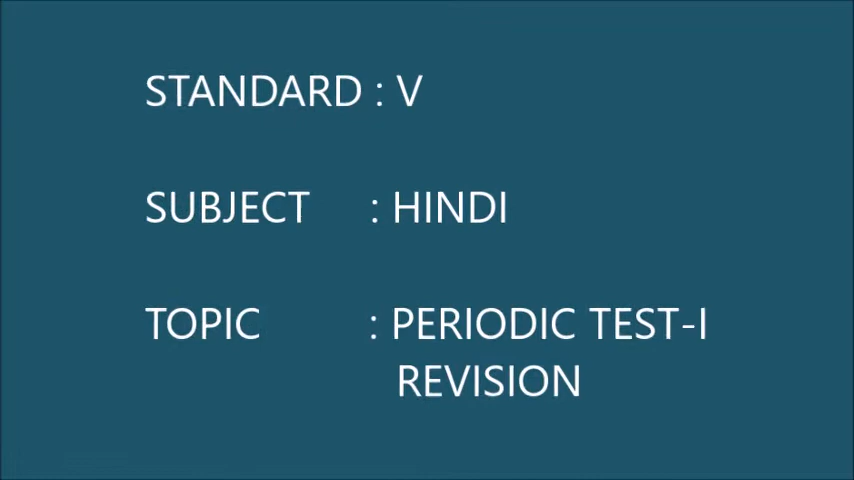 STANDARD : V
SUBJECT : HINDI
TOPIC : PERIODIC TEST-I
REVISION